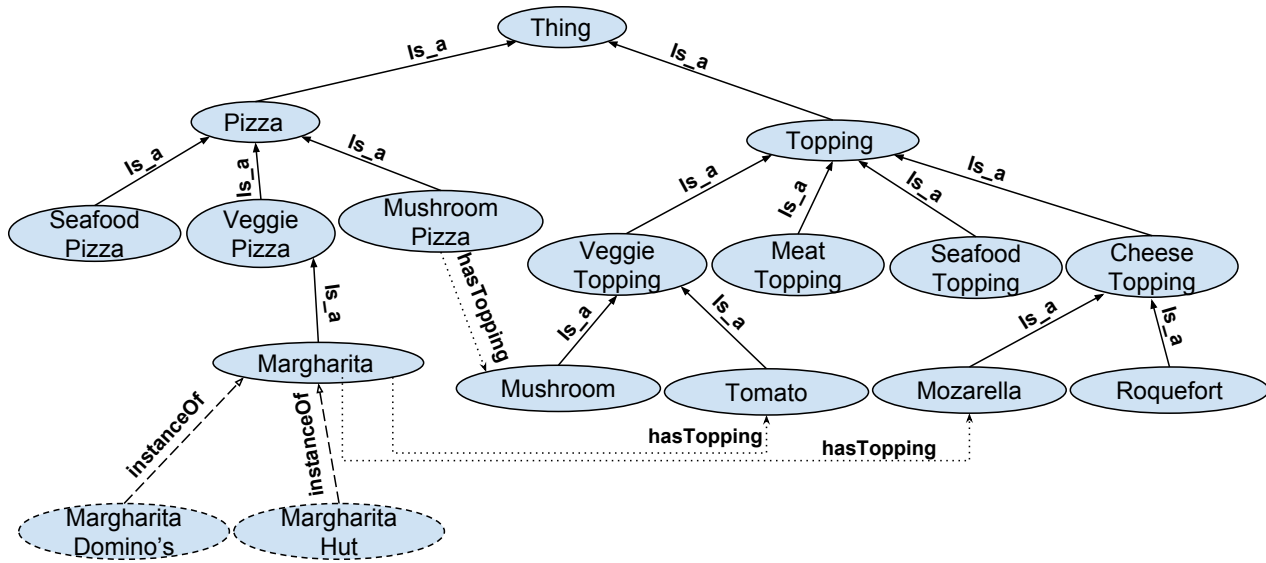 Thing
Is_a
Is_a
Pizza
Topping
Is_a
Is_a
Is_a
Is_a
Is_a
Is_a
Is_a
Seafood
Pizza
Veggie
Pizza
Mushroom
Pizza
Veggie
Topping
Meat
Topping
Seafood
Topping
Cheese
Topping
Is_a
hasTopping
Is_a
Is_a
Is_a
Is_a
Margharita
Mushroom
Tomato
Mozarella
Roquefort
instanceOf
instanceOf
hasTopping
hasTopping
Margharita
Domino's
Margharita
Hut